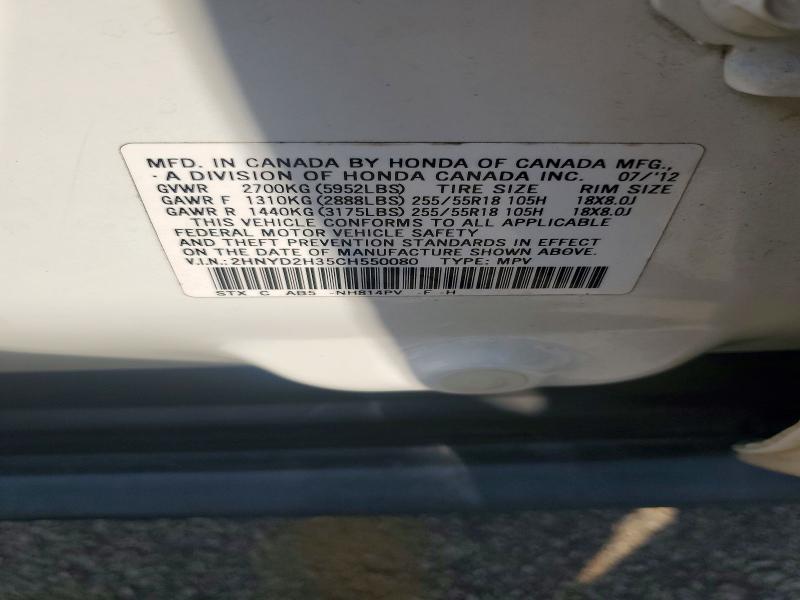 MFD. IN CANADA BY HONDA OF CANADA MFG.,
A DIVISION OF HONDA CANADA INC. 07/'12
GVWR 2700KG (5952LBS) TIRE SIZE RIM SIZE
GAWR F 1310KG (2888LBS) 255/55R18 105H 18X8.0J
GAWR R 1440KG (3175LBS) 255/55R18 105H 18X8.0J
THIS VEHICLE CONFORMS TO ALL APPLICABLE
FEDERAL MOTOR VEHICLE SAFETY
AND THEFT PREVENTION STANDARDS IN EFFECT
ON THE DATE OF MANUFACTURE SHOWN ABOVE.
V.I.N.: 2HNYD2H35CH550080 TYPE: MPV
STX C AB5 -NH814PV -F H